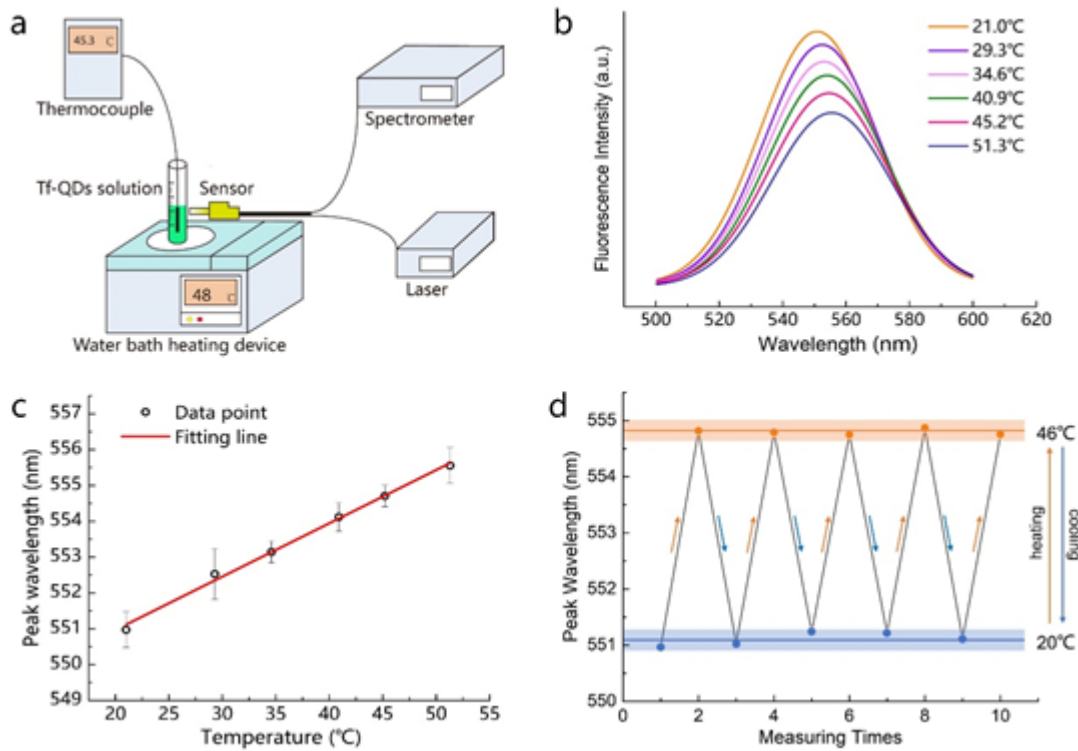 a
45.3 ℃
Thermocouple
Spectrometer
Tf-QDs solution
Sensor
48 ℃
Laser
Water bath heating device
b
21.0℃
29.3℃
34.6℃
40.9℃
45.2℃
51.3℃
Fluorescence Intensity (a.u.)
500 520 540 560 580 600 620
Wavelength (nm)
c
Data point
Fitting line
Peak wavelength (nm)
557
556
555
554
553
552
551
550
549
20 25 30 35 40 45 50 55
Temperature (℃)
d
Peak Wavelength (nm)
555
554
553
552
551
550
0 2 4 6 8 10
Measuring Times
46℃
heating
cooling
20℃